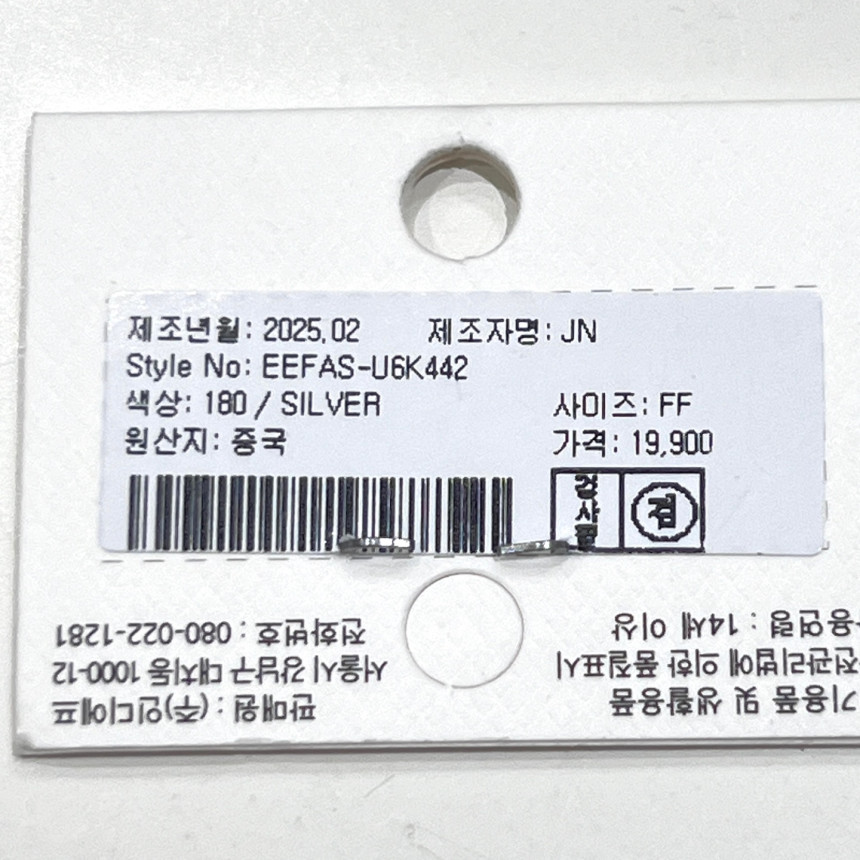 제조년월: 2025.02 제조자명: JN
Style No: EEFAS-U6K442
색상: 180 / SILVER 사이즈: FF
원산지: 중국 가격: 19,900
검사필 검
기용품 및 생활용품
전관리법에 의한 품질표시
용연령 : 14세 이상
판매원 : (주)인디에프
서울시 강남구 대치동 1000-12
전화번호 : 080-022-1281